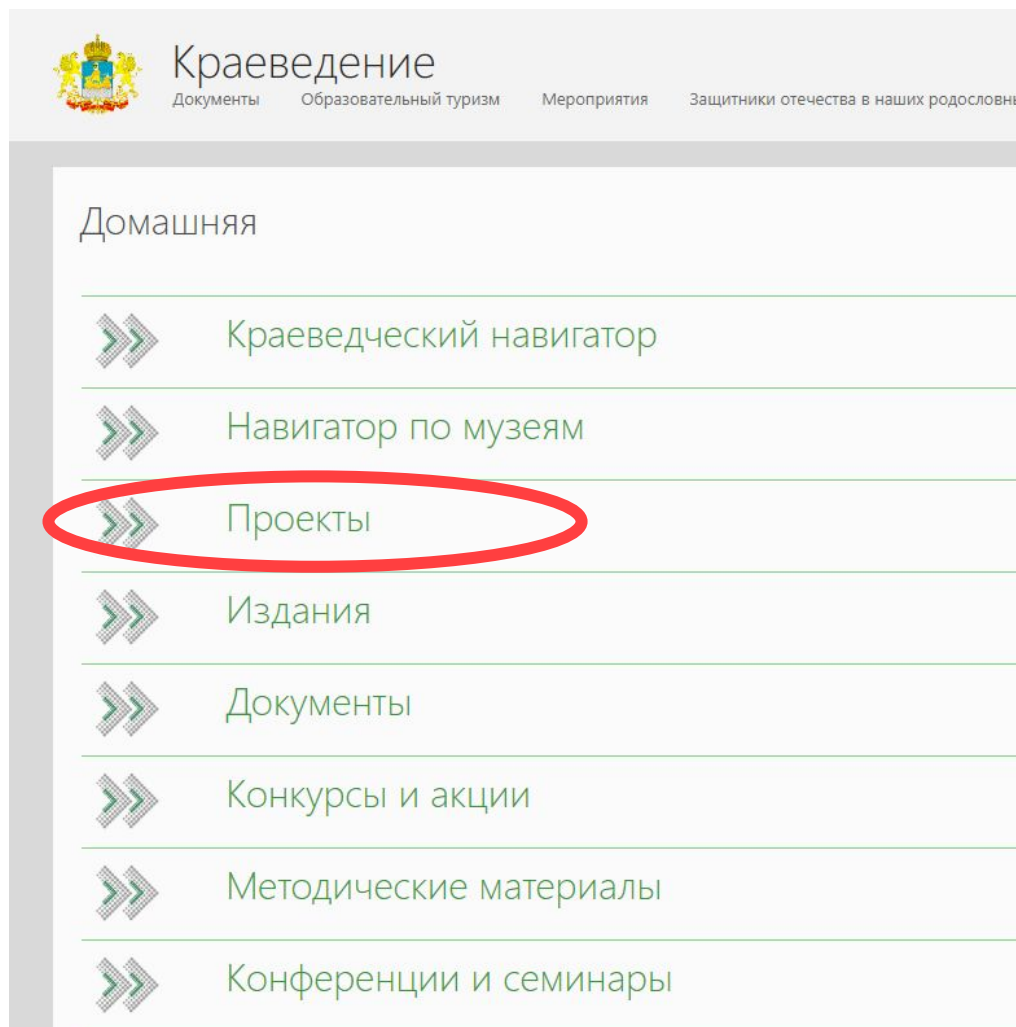 Краеведение
Документы Образовательный туризм Мероприятия Защитники отечества в наших
Домашняя
Краеведческий навигатор
Навигатор по музеям
Проекты
Издания
Документы
Конкурсы и акции
Методические материалы
Конференции и семинары